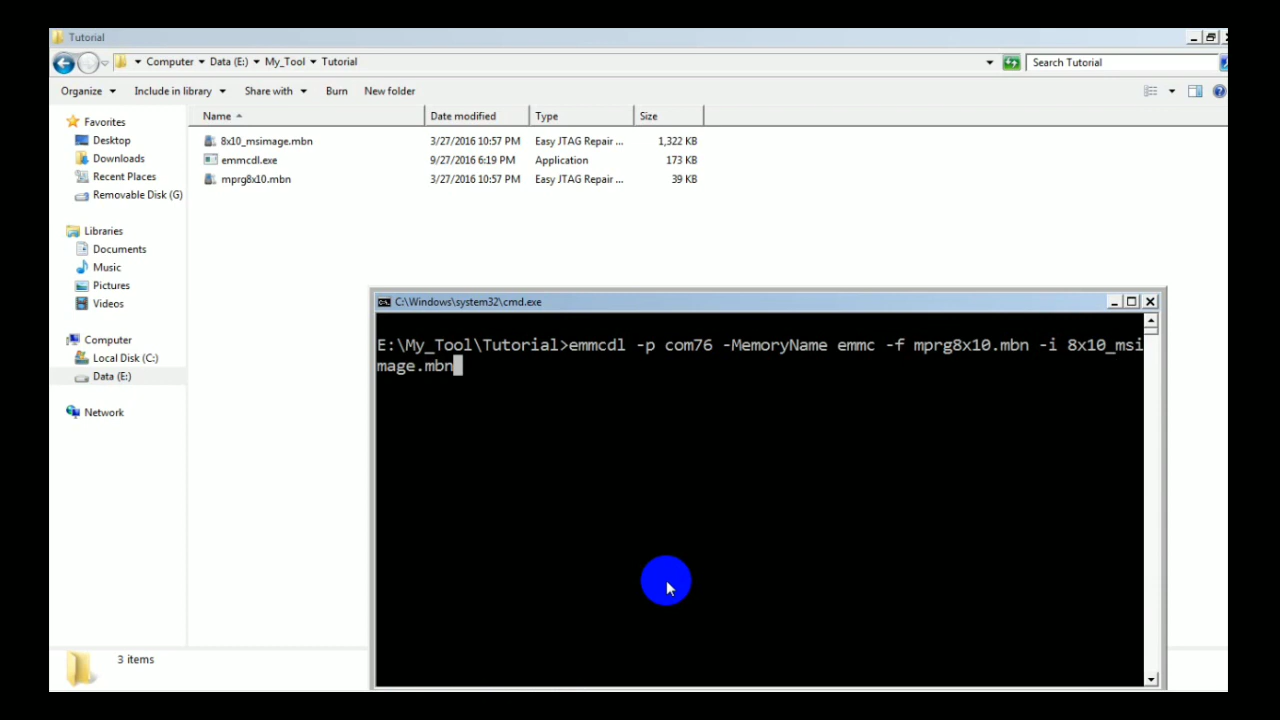 Tutorial
Computer Data (E:) My_Tool Tutorial
Search Tutorial
Organize Include in library Share with Burn New folder
Name Date modified Type Size
Favorites
Desktop
Downloads
Recent Places
Removable Disk (G)
Libraries
Documents
Music
Pictures
Videos
Computer
Local Disk (C:)
Data (E:)
Network
8x10_msimage.mbn 3/27/2016 10:57 PM Easy JTAG Repair ... 1,322 KB
emmcdl.exe 9/27/2016 6:19 PM Application 173 KB
mprg8x10.mbn 3/27/2016 10:57 PM Easy JTAG Repair ... 39 KB
C:\Windows\system32\cmd.exe
E:\My_Tool\Tutorial>emmcdl -p com76 -MemoryName emmc -f mprg8x10.mbn -i 8x10_msi
mage.mbn
3 items